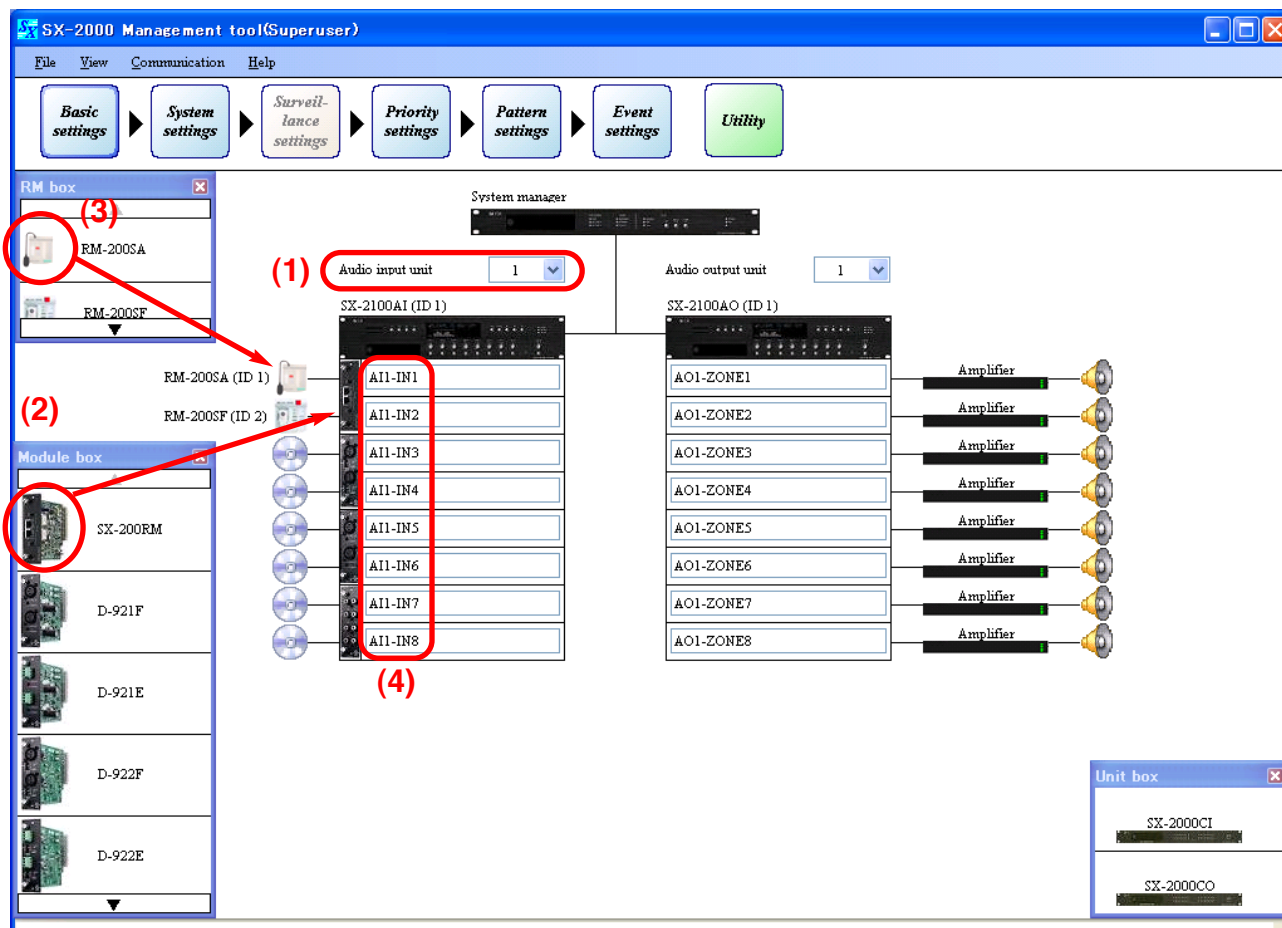 SX SX-2000 Management tool(Superuser)
File View Communication Help
Basic settings
System settings
Surveil-lance settings
Priority settings
Pattern settings
Event settings
Utility
RM box
(3)
RM-200SA
RM-200SF
System manager
(1)
Audio input unit 1
Audio output unit 1
SX-2100AI (ID 1)
SX-2100AO (ID 1)
RM-200SA (ID 1)
RM-200SF (ID 2)
(2)
AI1-IN1
AI1-IN2
AI1-IN3
AI1-IN4
AI1-IN5
AI1-IN6
AI1-IN7
AI1-IN8
(4)
AO1-ZONE1
AO1-ZONE2
AO1-ZONE3
AO1-ZONE4
AO1-ZONE5
AO1-ZONE6
AO1-ZONE7
AO1-ZONE8
Amplifier
Amplifier
Amplifier
Amplifier
Amplifier
Amplifier
Amplifier
Amplifier
Module box
SX-200RM
D-921F
D-921E
D-922F
D-922E
Unit box
SX-2000CI
SX-2000CO